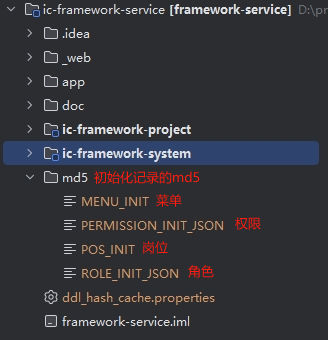 ic-framework-service [framework-service] D:\pr
.idea
_web
app
doc
ic-framework-project
ic-framework-system
md5 初始化记录的md5
MENU_INIT 菜单
PERMISSION_INIT_JSON 权限
POS_INIT 岗位
ROLE_INIT_JSON 角色
ddl_hash_cache.properties
framework-service.iml